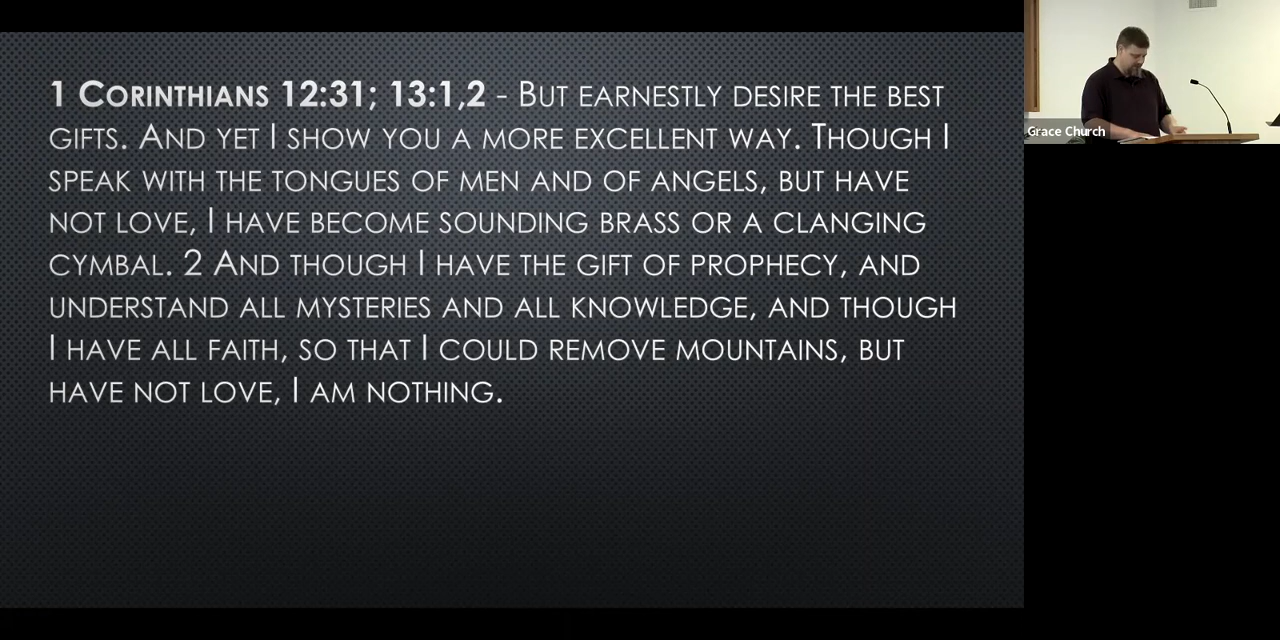 1 Corinthians 12:31; 13:1,2 - But earnestly desire the best
gifts. And yet I show you a more excellent way. Though I
speak with the tongues of men and of angels, but have
not love, I have become sounding brass or a clanging
cymbal. 2 And though I have the gift of prophecy, and
understand all mysteries and all knowledge, and though
I have all faith, so that I could remove mountains, but
have not love, I am nothing.
Grace Church